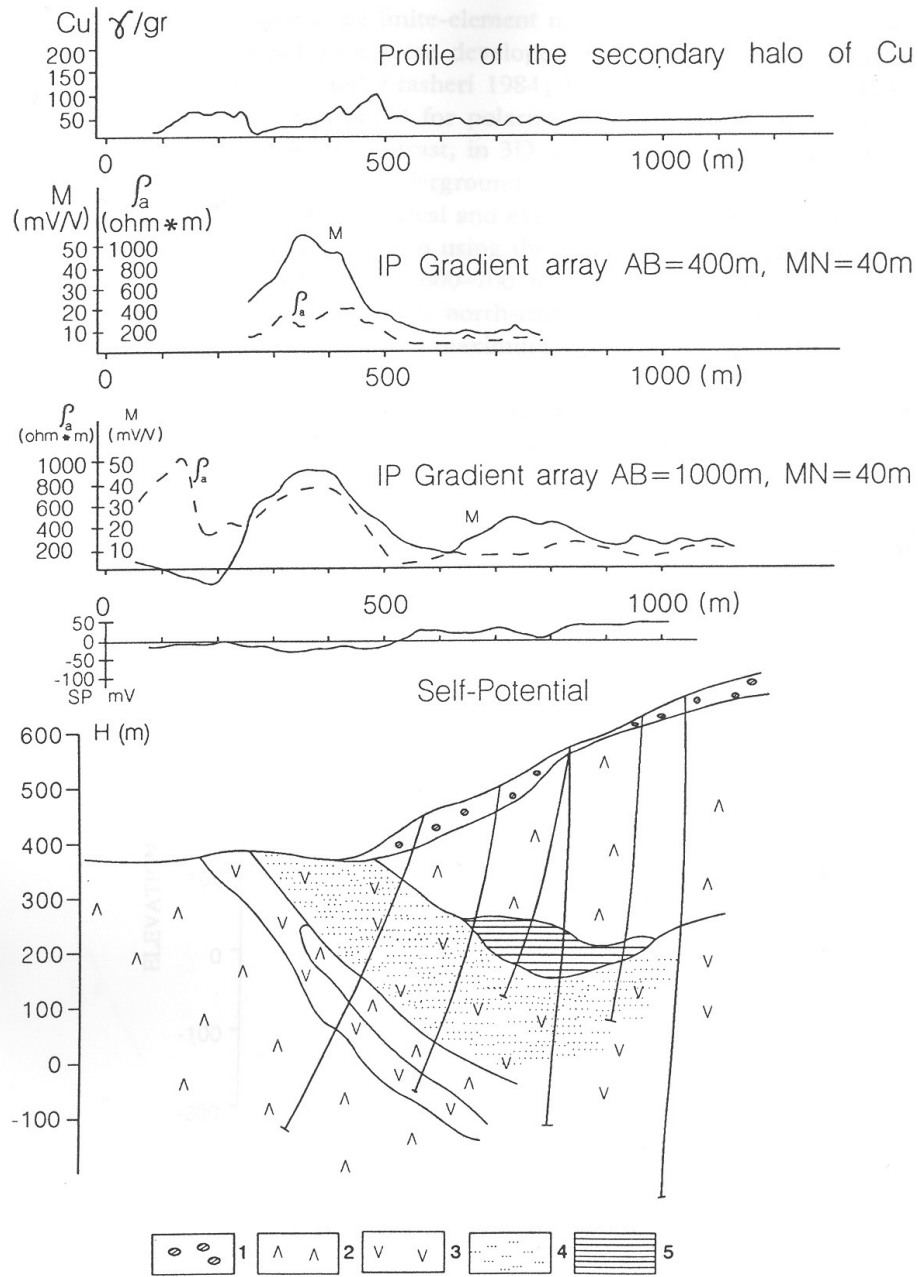 Cu γ/gr
Profile of the secondary halo of Cu
200
150
100
50
0 500 1000 (m)
M ρa
(mV/V) (ohm*m)
M
50 1000
40 800
30 600
20 400
10 200
ρa
IP Gradient array AB=400m, MN=40m
0 500 1000 (m)
ρa M
(ohm*m) (mV/V)
1000 50
800 40
600 30
400 20
200 10
ρa
IP Gradient array AB=1000m, MN=40m
M
0 500 1000 (m)
50
0
-50
-100
SP mV
Self-Potential
H (m)
600
500
400
300
200
100
0
-100
1 2 3 4 5